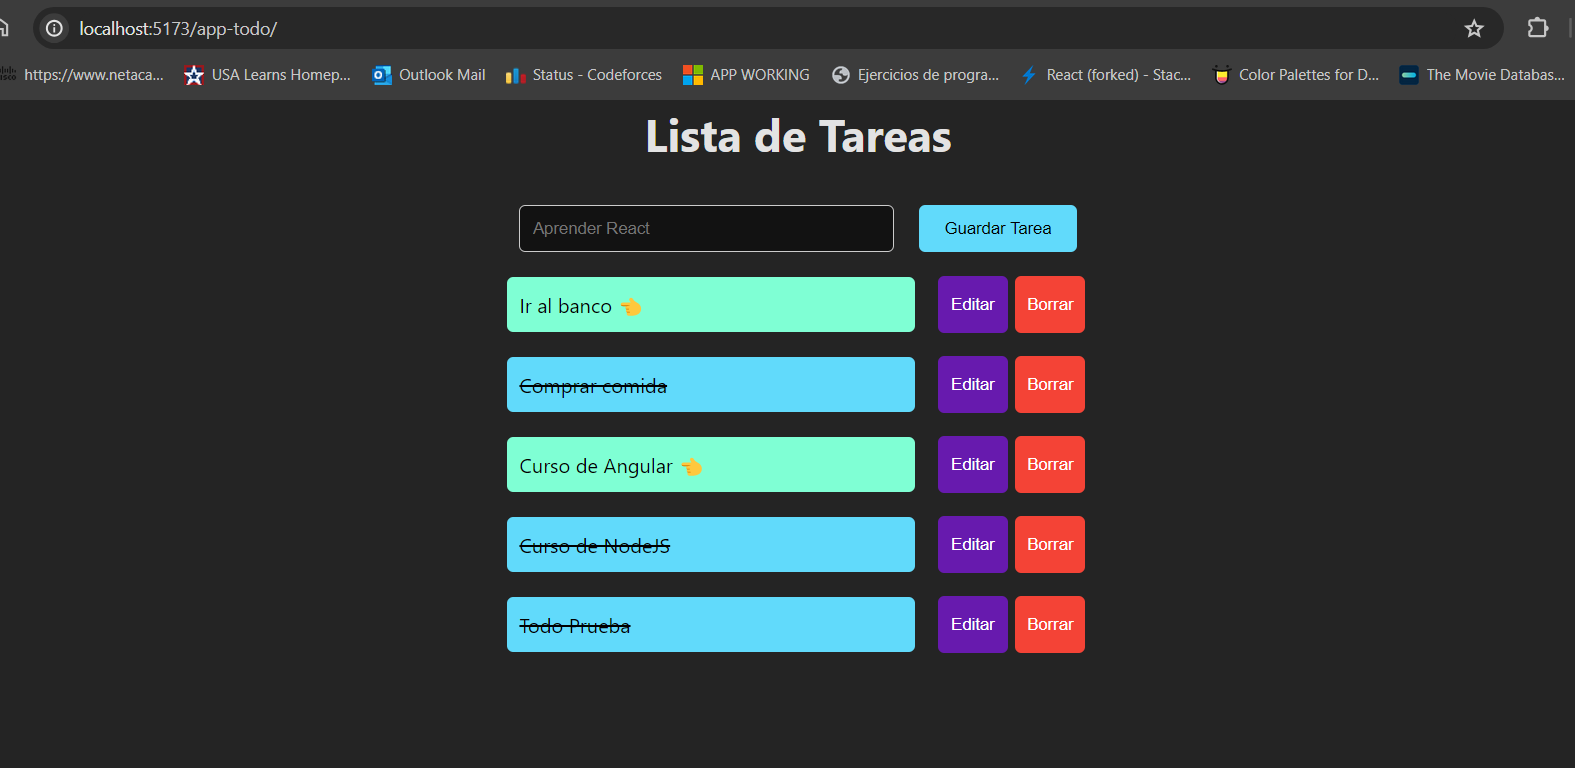 localhost:5173/app-todo/
https://www.netaca... USA Learns Homep... Outlook Mail Status - Codeforces APP WORKING Ejercicios de progra... React (forked) - Stac... Color Palettes for D... The Movie Databas...
Lista de Tareas
Aprender React Guardar Tarea
Ir al banco 👈 Editar Borrar
Comprar comida Editar Borrar
Curso de Angular 👈 Editar Borrar
Curso de NodeJS Editar Borrar
Todo Prueba Editar Borrar